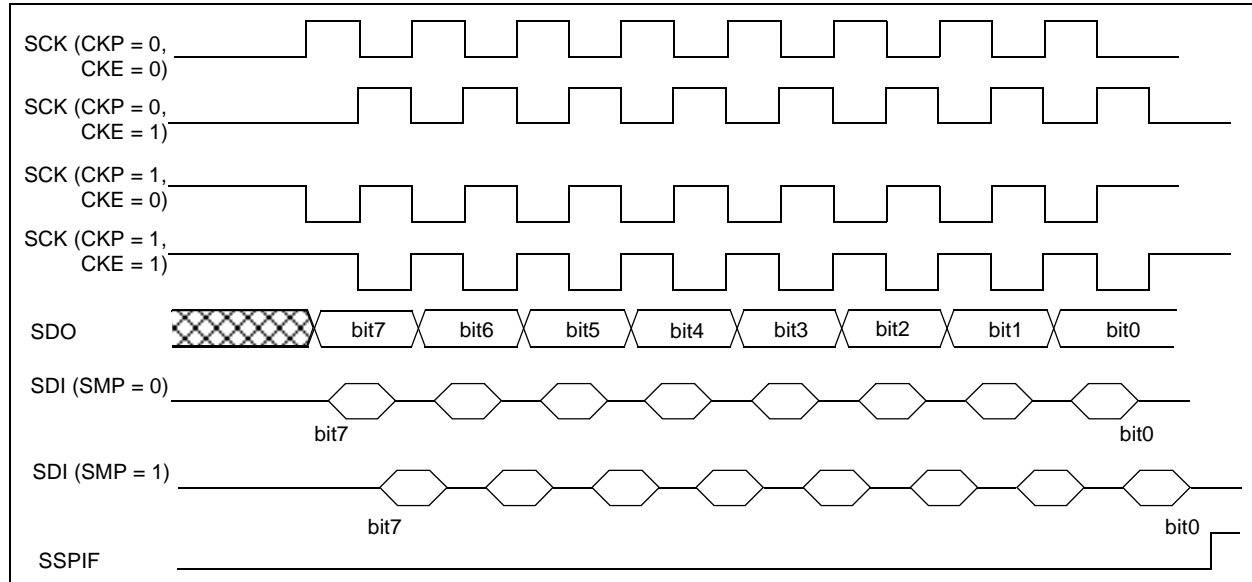 SCK (CKP = 0,
CKE = 0)
SCK (CKP = 0,
CKE = 1)
SCK (CKP = 1,
CKE = 0)
SCK (CKP = 1,
CKE = 1)
SDO bit7 bit6 bit5 bit4 bit3 bit2 bit1 bit0
SDI (SMP = 0)
bit7 bit0
SDI (SMP = 1)
bit7 bit0
SSPIF